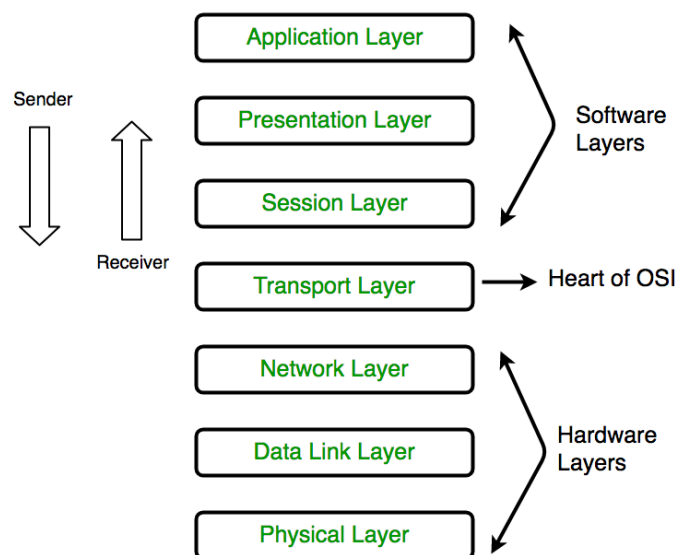 Application Layer
Sender
Presentation Layer
Software
Layers
Session Layer
Receiver
Transport Layer
Heart of OSI
Network Layer
Data Link Layer
Hardware
Layers
Physical Layer